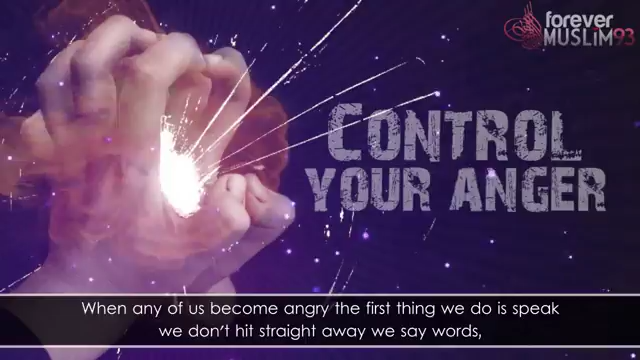 forever
MUSLIM93
CONTROL
YOUR ANGER
When any of us become angry the first thing we do is speak
we don't hit straight away we say words,